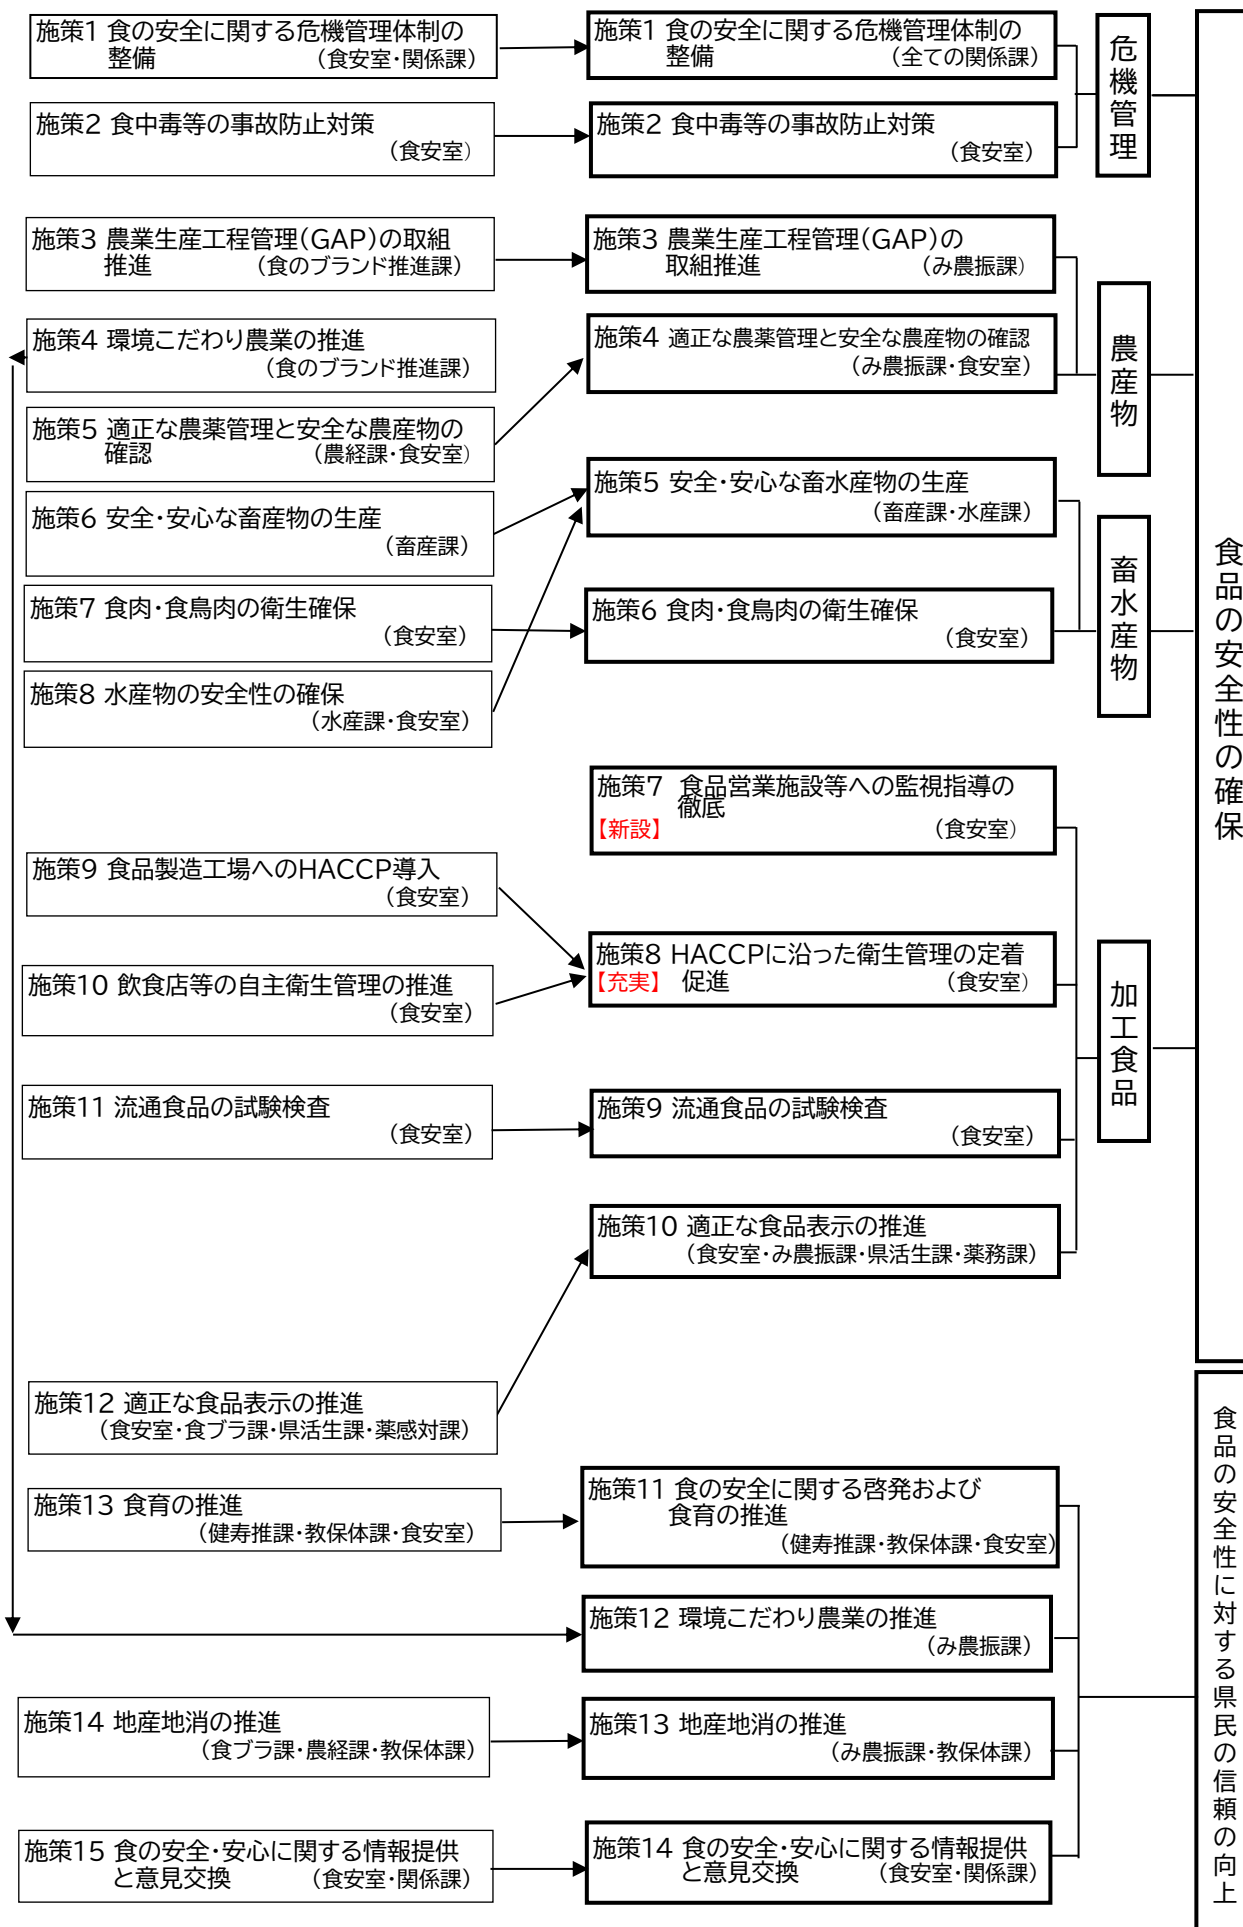 施策1 食の安全に関する危機管理体制の
整備 （食安室・関係課）
施策2 食中毒等の事故防止対策
（食安室）
施策3 農業生産工程管理（GAP）の取組
推進 （食のブランド推進課）
施策4 環境こだわり農業の推進
（食のブランド推進課）
施策5 適正な農薬管理と安全な農産物の
確認 （農経課・食安室）
施策6 安全・安心な畜産物の生産
（畜産課）
施策7 食肉・食鳥肉の衛生確保
（食安室）
施策8 水産物の安全性の確保
（水産課・食安室）
施策9 食品製造工場へのHACCP導入
（食安室）
施策10 飲食店等の自主衛生管理の推進
（食安室）
施策11 流通食品の試験検査
（食安室）
施策12 適正な食品表示の推進
（食安室・食ブラ課・県活生課・薬感対課）
施策13 食育の推進
（健寿推課・教保体課・食安室）
施策14 地産地消の推進
（食ブラ課・農経課・教保体課）
施策15 食の安全・安心に関する情報提供
と意見交換 （食安室・関係課）
施策1 食の安全に関する危機管理体制の
整備 （全ての関係課）
施策2 食中毒等の事故防止対策
（食安室）
施策3 農業生産工程管理（GAP）の
取組推進 （み農振課）
施策4 適正な農薬管理と安全な農産物の確認
（み農振課・食安室）
施策5 安全・安心な畜水産物の生産
（畜産課・水産課）
施策6 食肉・食鳥肉の衛生確保
（食安室）
施策7 食品営業施設等への監視指導の
徹底
【新設】 （食安室）
施策8 HACCPに沿った衛生管理の定着
【充実】 促進 （食安室）
施策9 流通食品の試験検査
（食安室）
施策10 適正な食品表示の推進
（食安室・み農振課・県活生課・薬務課）
施策11 食の安全に関する啓発および
食育の推進
（健寿推課・教保体課・食安室）
施策12 環境こだわり農業の推進
（み農振課）
施策13 地産地消の推進
（み農振課・教保体課）
施策14 食の安全・安心に関する情報提供
と意見交換 （食安室・関係課）
危機管理
農産物
畜水産物
加工食品
食品の安全性の確保
食品の安全性に対する県民の信頼の向上